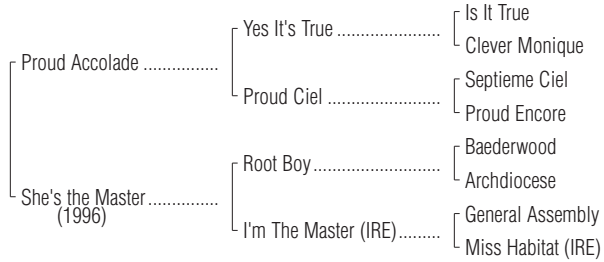 Is It True
Yes It's True ......................
Clever Monique
Proud Accolade ................
Septieme Ciel
Proud Ciel ........................
Proud Encore
Baederwood
Root Boy...........................
Archdiocese
She's the Master...............
(1996)
General Assembly
I'm The Master (IRE).........
Miss Habitat (IRE)